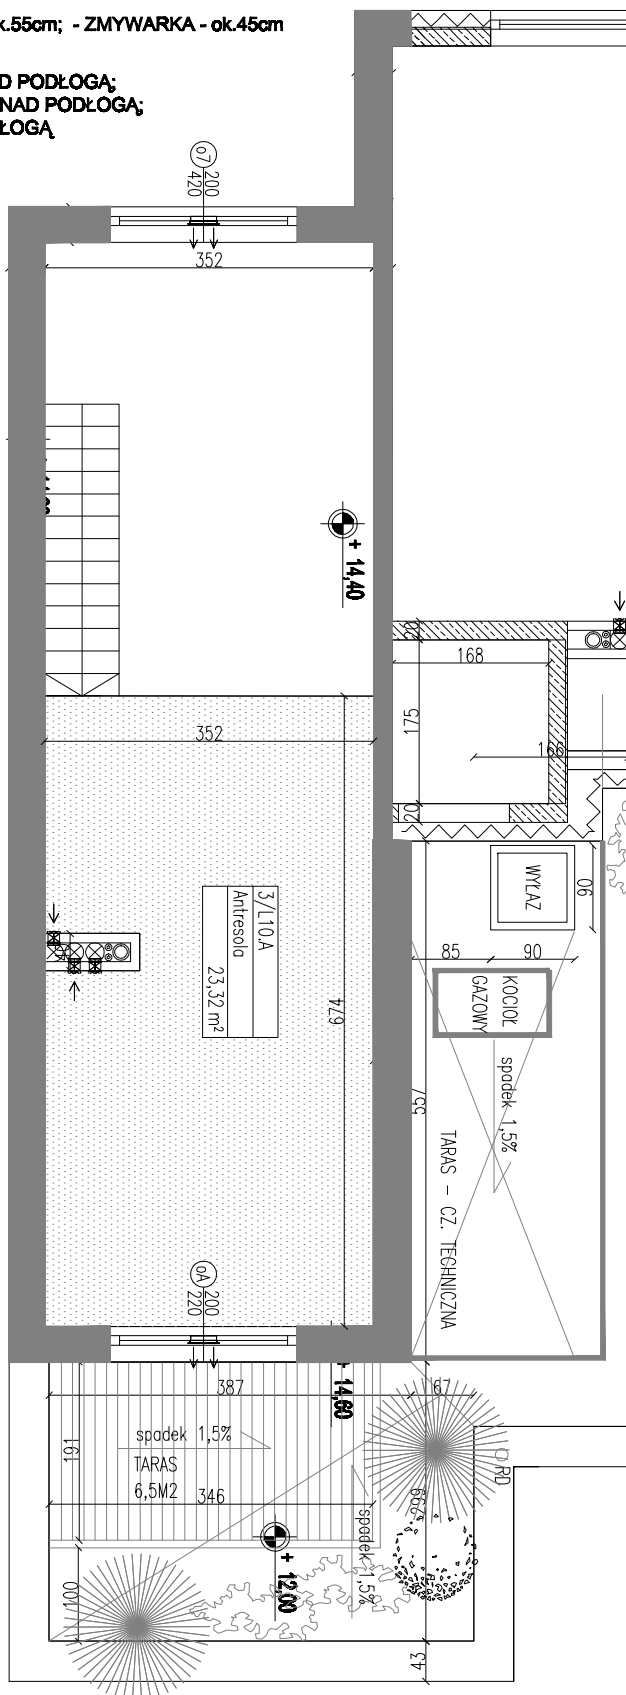 k.55cm; - ZMYWARKA - ok.45cm
D PODŁOGĄ;
NAD PODŁOGĄ;
ŁOGĄ
o7
200
420
352
+ 14,40
20
168
175
166
20
352
WYŁAZ
90
85
90
3/L10.A
Antresola
23,32 m²
KOCIOŁ
GAZOWY
674
spadek 1,5%
557
TARAS - CZ. TECHNICZNA
oA
200
220
+ 14,60
387
67
191
spadek 1,5%
TARAS
6,5M2
346
RD
spadek 1,5%
+ 12,00
100
43